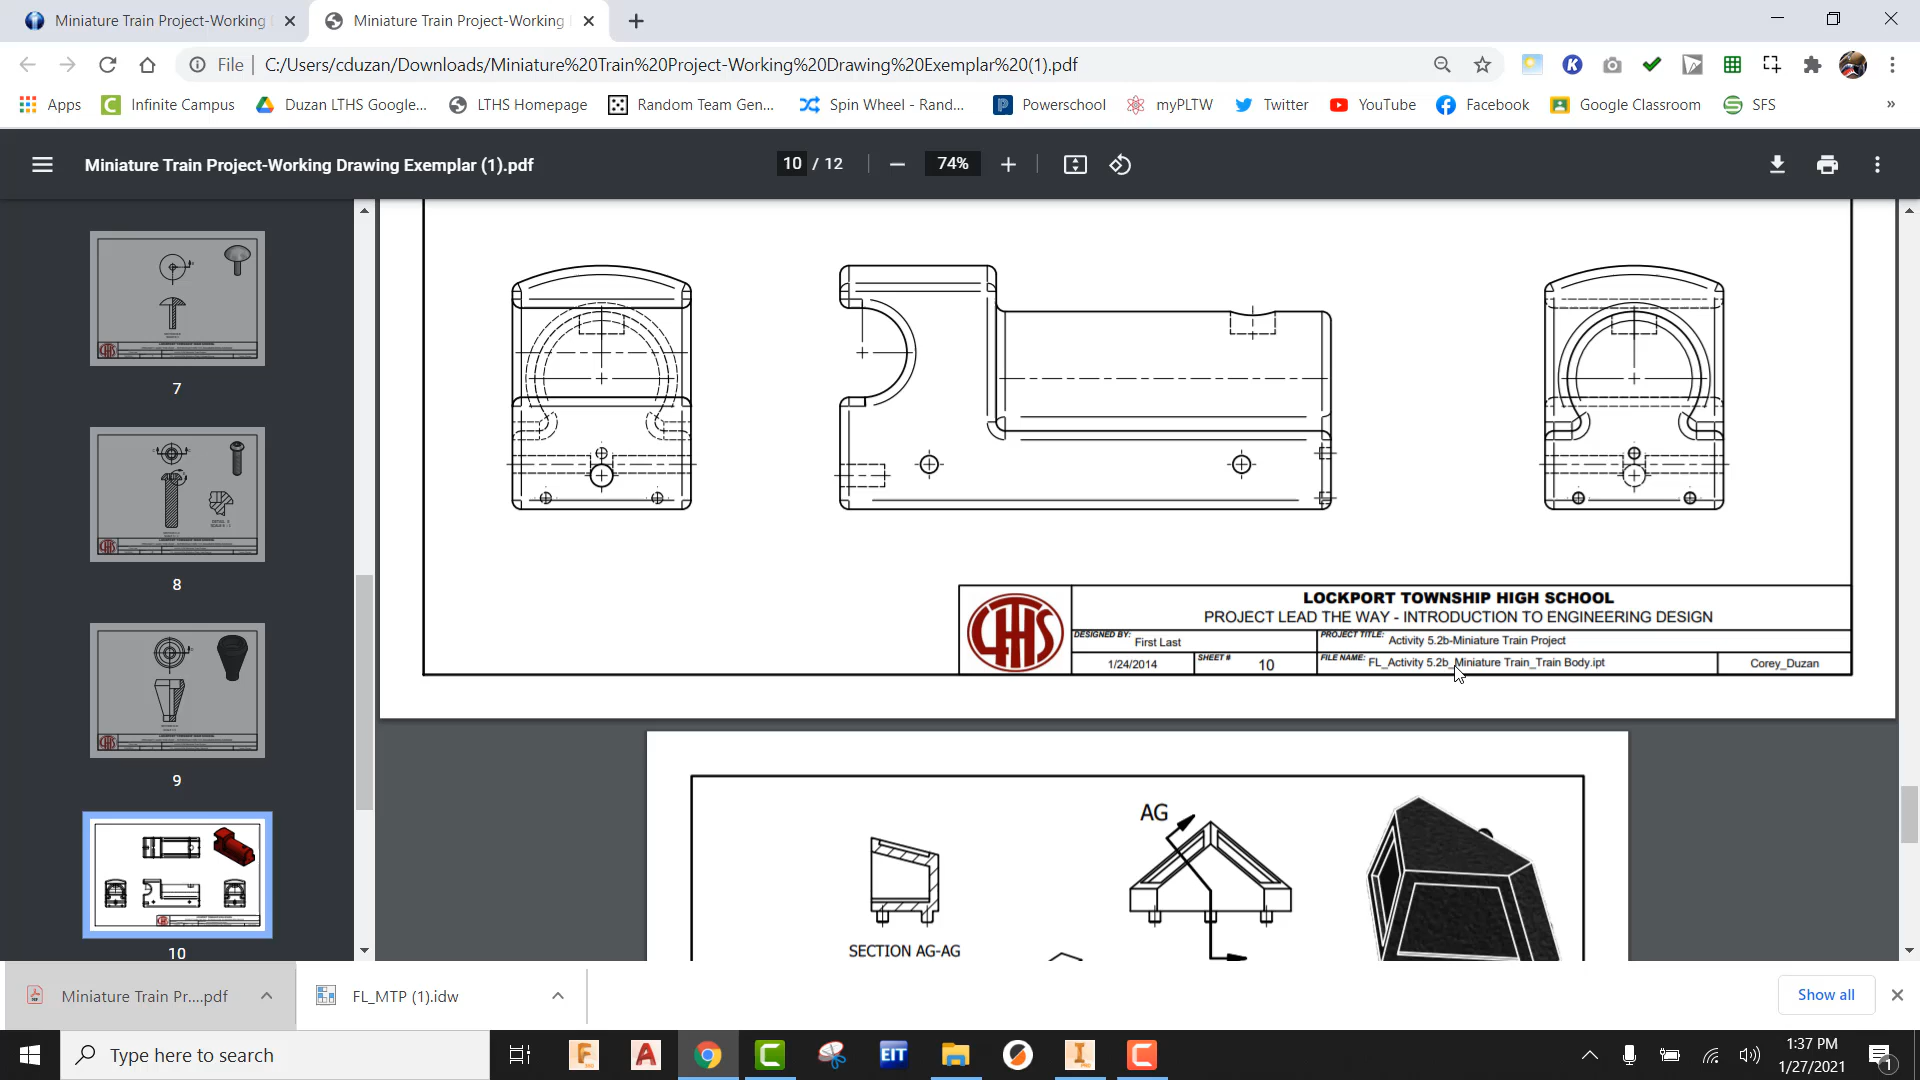 Miniature Train Project-Working
Miniature Train Project-Working
File
C:/Users/cduzan/Downloads/Miniature%20Train%20Project-Working%20Drawing%20Exemplar%20(1).pdf
Apps
Infinite Campus
Duzan LTHS Google...
LTHS Homepage
Random Team Gen...
Spin Wheel - Rand...
Powerschool
myPLTW
Twitter
YouTube
Facebook
Google Classroom
SFS
»
Miniature Train Project-Working Drawing Exemplar (1).pdf
10 / 12
74%
7
8
9
10
LOCKPORT TOWNSHIP HIGH SCHOOL
PROJECT LEAD THE WAY - INTRODUCTION TO ENGINEERING DESIGN
DESIGNED BY: First Last
PROJECT TITLE: Activity 5.2b-Miniature Train Project
1/24/2014
SHEET # 10
FILE NAME: FL_Activity 5.2b_Miniature Train_Train Body.ipt
Corey_Duzan
LTHS
AG
SECTION AG-AG
Miniature Train Pr....pdf
FL_MTP (1).idw
Show all
Type here to search
EIT
1:37 PM
1/27/2021
1